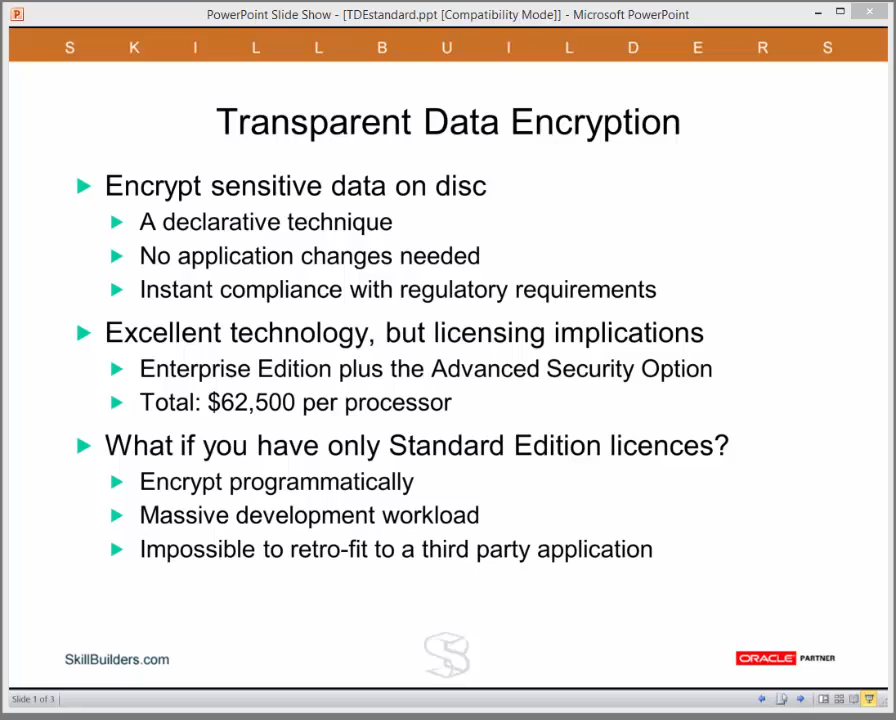 PowerPoint Slide Show - [TDEstandard.ppt [Compatibility Mode]] - Microsoft PowerPoint
S K I L L B U I L D E R S
Transparent Data Encryption
Encrypt sensitive data on disc
A declarative technique
No application changes needed
Instant compliance with regulatory requirements
Excellent technology, but licensing implications
Enterprise Edition plus the Advanced Security Option
Total: $62,500 per processor
What if you have only Standard Edition licences?
Encrypt programmatically
Massive development workload
Impossible to retro-fit to a third party application
SkillBuilders.com
S
ORACLE PARTNER
Slide 1 of 3